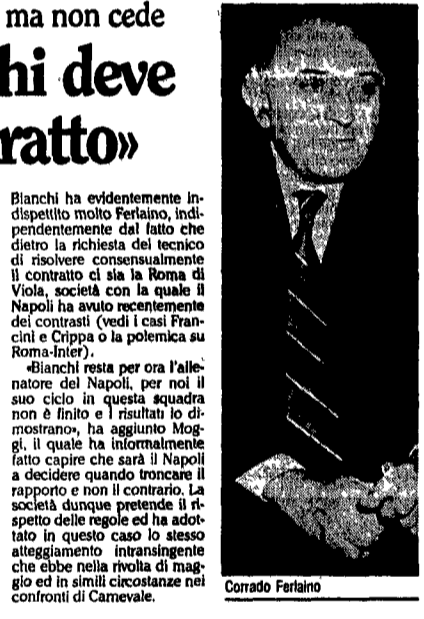 ma non cede
hi deve
ratto»
Bianchi ha evidentemente in-
dispettito molto Ferlaino, indi-
pendentemente dal fatto che
dietro la richiesta del tecnico
di risolvere consensualmente
il contratto ci sia la Roma di
Viola, società con la quale il
Napoli ha avuto recentemente
dei contrasti (vedi i casi Fran-
cini e Crippa o la polemica su
Roma-Inter).
«Bianchi resta per ora l'alle-
natore del Napoli, per noi il
suo ciclo in questa squadra
non è finito e i risultati lo di-
mostrano», ha aggiunto Mog-
gi, il quale ha informalmente
fatto capire che sarà il Napoli
a decidere quando troncare il
rapporto e non il contrario. La
società dunque pretende il ri-
spetto delle regole ed ha adot-
tato in questo caso lo stesso
atteggiamento intransingente
che ebbe nella rivolta di mag-
gio ed in simili circostanze nei
confronti di Carnevale.
Corrado Ferlaino